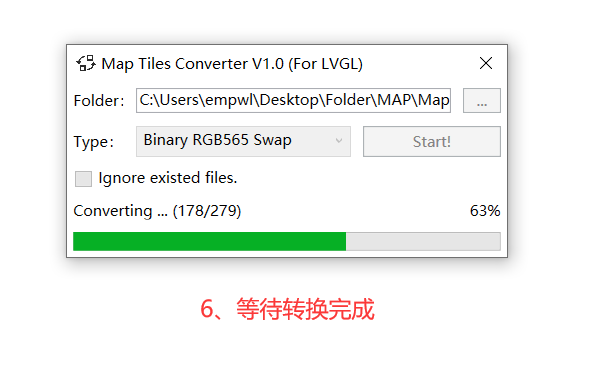 Map Tiles Converter V1.0 (For LVGL)
Folder: C:\Users\empwl\Desktop\Folder\MAP\Map ...
Type: Binary RGB565 Swap Start!
Ignore existed files.
Converting ... (178/279) 63%
6、等待转换完成